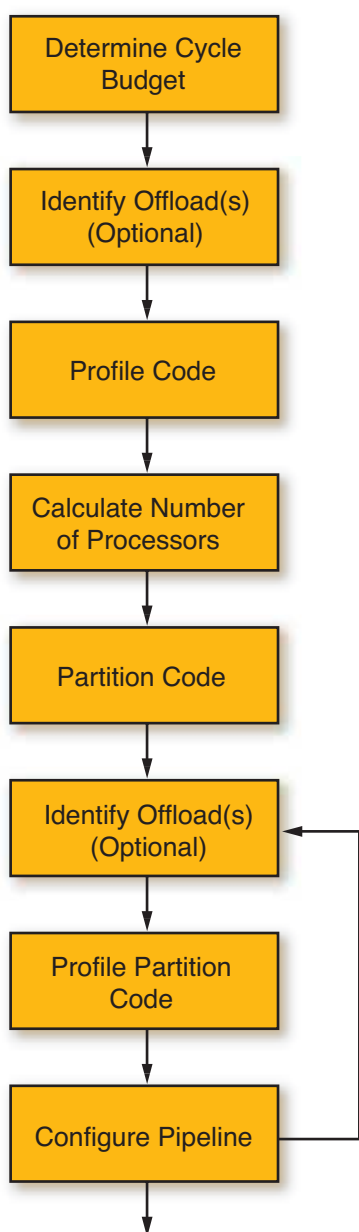 Determine Cycle
Budget
Identify Offload(s)
(Optional)
Profile Code
Calculate Number
of Processors
Partition Code
Identify Offload(s)
(Optional)
Profile Partition
Code
Configure Pipeline